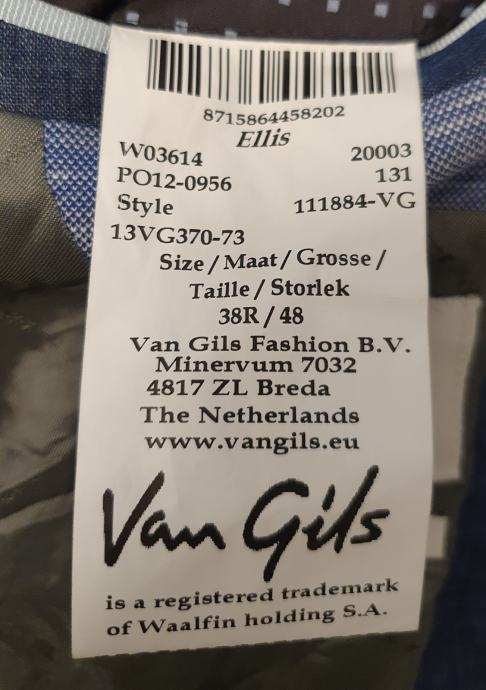 8715864458202
Ellis
W03614 20003
PO12-0956 131
Style 111884-VG
13VG370-73
Size / Maat / Grosse /
Taille / Storlek
38R / 48
Van Gils Fashion B.V.
Minervum 7032
4817 ZL Breda
The Netherlands
www.vangils.eu
Van Gils
is a registered trademark
of Waalfin holding S.A.